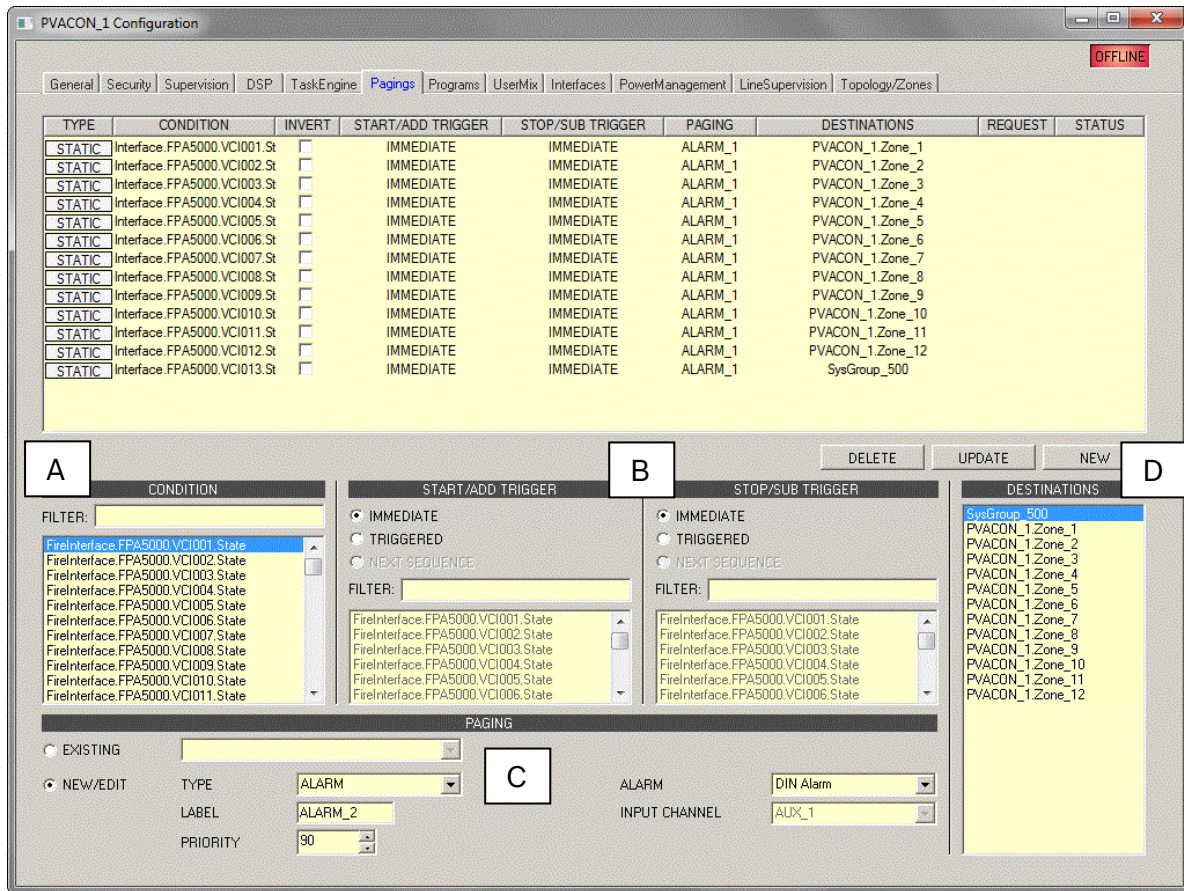 PVACON_1 Configuration
OFFLINE
General Security Supervision DSP TaskEngine Pagings Programs UserMix Interfaces PowerManagement LineSupervision Topology/Zones
TYPE CONDITION INVERT START/ADD TRIGGER STOP/SUB TRIGGER PAGING DESTINATIONS REQUEST STATUS
STATIC Interface.FPA5000.VCI001.St IMMEDIATE IMMEDIATE ALARM_1 PVACON_1.Zone_1
STATIC Interface.FPA5000.VCI002.St IMMEDIATE IMMEDIATE ALARM_1 PVACON_1.Zone_2
STATIC Interface.FPA5000.VCI003.St IMMEDIATE IMMEDIATE ALARM_1 PVACON_1.Zone_3
STATIC Interface.FPA5000.VCI004.St IMMEDIATE IMMEDIATE ALARM_1 PVACON_1.Zone_4
STATIC Interface.FPA5000.VCI005.St IMMEDIATE IMMEDIATE ALARM_1 PVACON_1.Zone_5
STATIC Interface.FPA5000.VCI006.St IMMEDIATE IMMEDIATE ALARM_1 PVACON_1.Zone_6
STATIC Interface.FPA5000.VCI007.St IMMEDIATE IMMEDIATE ALARM_1 PVACON_1.Zone_7
STATIC Interface.FPA5000.VCI008.St IMMEDIATE IMMEDIATE ALARM_1 PVACON_1.Zone_8
STATIC Interface.FPA5000.VCI009.St IMMEDIATE IMMEDIATE ALARM_1 PVACON_1.Zone_9
STATIC Interface.FPA5000.VCI010.St IMMEDIATE IMMEDIATE ALARM_1 PVACON_1.Zone_10
STATIC Interface.FPA5000.VCI011.St IMMEDIATE IMMEDIATE ALARM_1 PVACON_1.Zone_11
STATIC Interface.FPA5000.VCI012.St IMMEDIATE IMMEDIATE ALARM_1 PVACON_1.Zone_12
STATIC Interface.FPA5000.VCI013.St IMMEDIATE IMMEDIATE ALARM_1 SysGroup_500
DELETE UPDATE NEW
A
B
D
CONDITION
FILTER:
FireInterface.FPA5000.VCI001.State
FireInterface.FPA5000.VCI002.State
FireInterface.FPA5000.VCI003.State
FireInterface.FPA5000.VCI004.State
FireInterface.FPA5000.VCI005.State
FireInterface.FPA5000.VCI006.State
FireInterface.FPA5000.VCI007.State
FireInterface.FPA5000.VCI008.State
FireInterface.FPA5000.VCI009.State
FireInterface.FPA5000.VCI010.State
FireInterface.FPA5000.VCI011.State
START/ADD TRIGGER
IMMEDIATE
TRIGGERED
NEXT SEQUENCE
FILTER:
FireInterface.FPA5000.VCI001.State
FireInterface.FPA5000.VCI002.State
FireInterface.FPA5000.VCI003.State
FireInterface.FPA5000.VCI004.State
FireInterface.FPA5000.VCI005.State
FireInterface.FPA5000.VCI006.State
STOP/SUB TRIGGER
IMMEDIATE
TRIGGERED
NEXT SEQUENCE
FILTER:
FireInterface.FPA5000.VCI001.State
FireInterface.FPA5000.VCI002.State
FireInterface.FPA5000.VCI003.State
FireInterface.FPA5000.VCI004.State
FireInterface.FPA5000.VCI005.State
FireInterface.FPA5000.VCI006.State
DESTINATIONS
SysGroup_500
PVACON_1.Zone_1
PVACON_1.Zone_2
PVACON_1.Zone_3
PVACON_1.Zone_4
PVACON_1.Zone_5
PVACON_1.Zone_6
PVACON_1.Zone_7
PVACON_1.Zone_8
PVACON_1.Zone_9
PVACON_1.Zone_10
PVACON_1.Zone_11
PVACON_1.Zone_12
PAGING
EXISTING
C
NEW/EDIT TYPE ALARM ALARM DIN Alarm
LABEL ALARM_2 INPUT CHANNEL AUX_1
PRIORITY 90